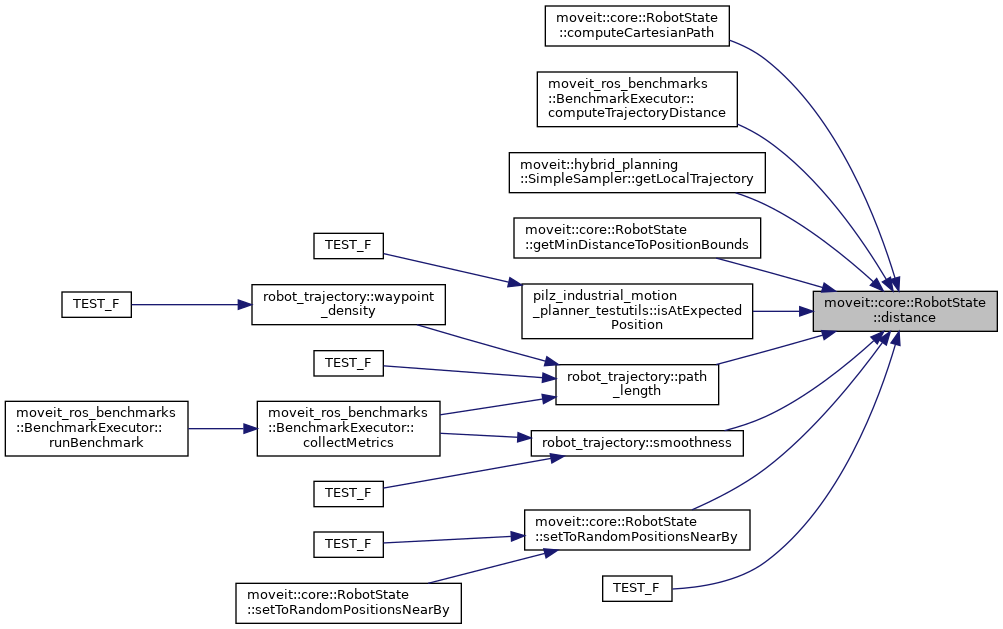 moveit::core::RobotState
::computeCartesianPath
moveit_ros_benchmarks
::BenchmarkExecutor::
computeTrajectoryDistance
moveit::hybrid_planning
::SimpleSampler::getLocalTrajectory
moveit::core::RobotState
::getMinDistanceToPositionBounds
TEST_F
pilz_industrial_motion
_planner_testutils::isAtExpected
Position
moveit::core::RobotState
::distance
TEST_F
robot_trajectory::waypoint
_density
TEST_F
robot_trajectory::path
_length
moveit_ros_benchmarks
::BenchmarkExecutor::
runBenchmark
moveit_ros_benchmarks
::BenchmarkExecutor::
collectMetrics
robot_trajectory::smoothness
TEST_F
TEST_F
moveit::core::RobotState
::setToRandomPositionsNearBy
moveit::core::RobotState
::setToRandomPositionsNearBy
TEST_F